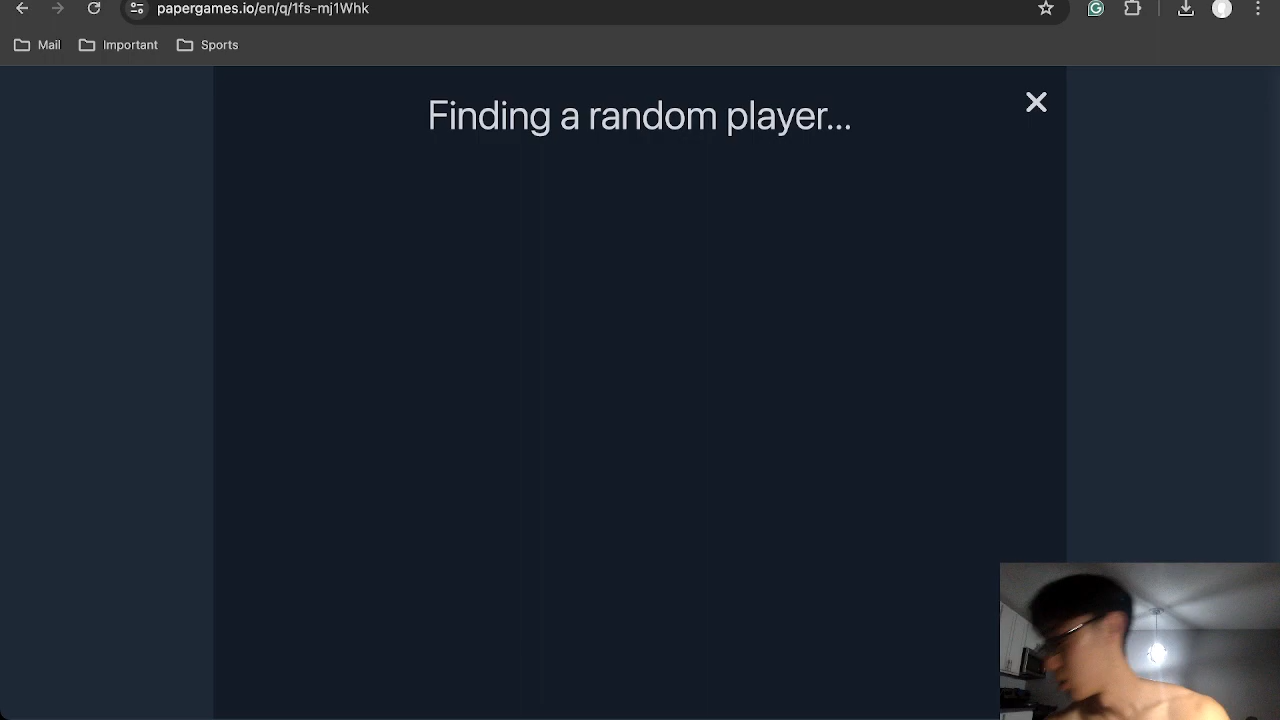 papergames.io/en/q/1fs-mj1Whk
Mail Important Sports
Finding a random player...